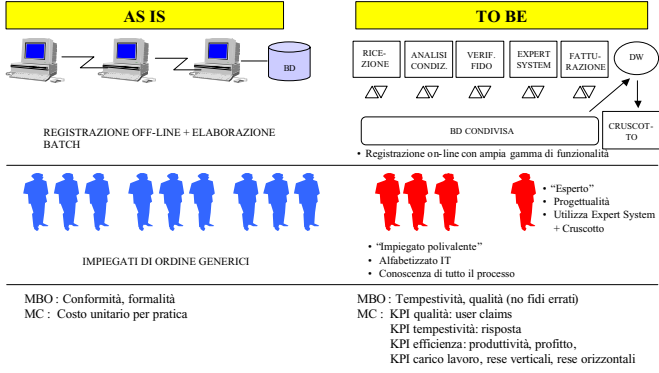 AS IS
BD
REGISTRAZIONE OFF-LINE + ELABORAZIONE
BATCH
IMPIEGATI DI ORDINE GENERICI
MBO : Conformità, formalità
MC : Costo unitario per pratica
TO BE
RICE-
ZIONE
ANALISI
CONDIZ.
VERIF.
FIDO
EXPERT
SYSTEM
FATTU-
RAZIONE
DW
BD CONDIVISA
CRUSCOT-
TO
• Registrazione on-line con ampia gamma di funzionalità
• “Esperto”
• Progettualità
• Utilizza Expert System
+ Cruscotto
• “Impiegato polivalente”
• Alfabetizzato IT
• Conoscenza di tutto il processo
MBO : Tempestività, qualità (no fidi errati)
MC : KPI qualità: user claims
KPI tempestività: risposta
KPI efficienza: produttività, profitto,
KPI carico lavoro, rese verticali, rese orizzontali